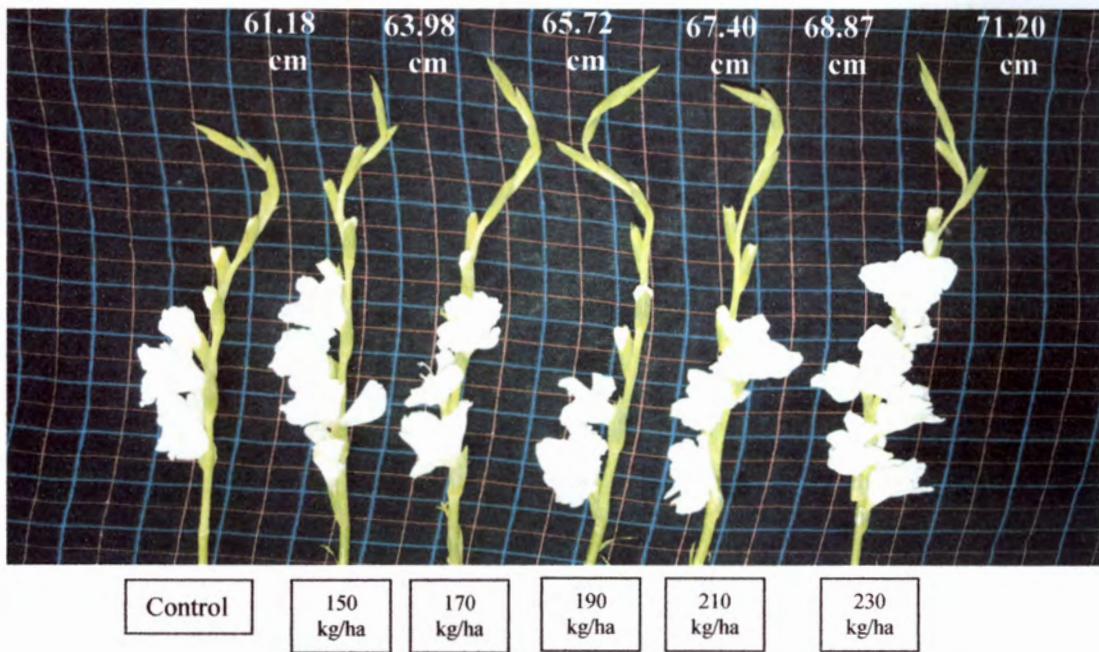 61.18 63.98 65.72 67.40 68.87 71.20
cm cm cm cm cm cm
Control 150 170 190 210 230
kg/ha kg/ha kg/ha kg/ha kg/ha